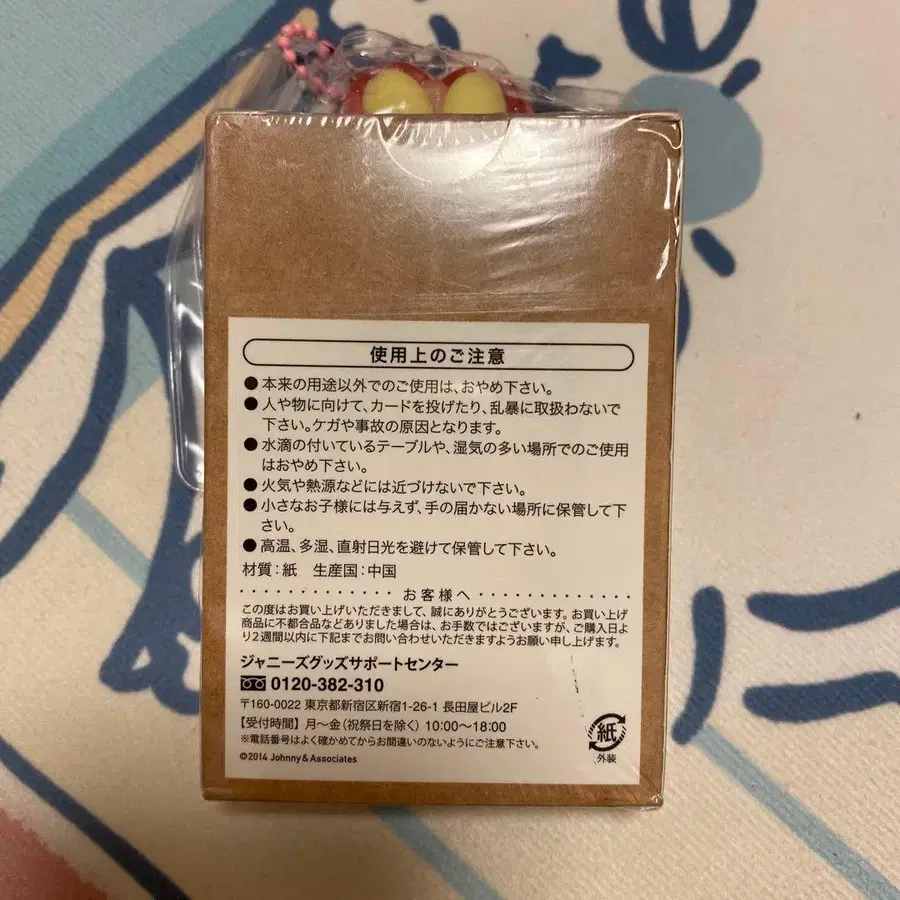 使用上のご注意
●本来の用途以外でのご使用は、おやめ下さい。
●人や物に向けて、カードを投げたり、乱暴に取扱わないで
下さい。ケガや事故の原因となります。
●水滴の付いているテーブルや、湿気の多い場所でのご使用
はおやめ下さい。
●火気や熱源などには近づけないで下さい。
●小さなお子様には与えず、手の届かない場所に保管して下
さい。
●高温、多湿、直射日光を避けて保管して下さい。
材質:紙 生産国:中国
お客様へ
この度はお買い上げいただきまして、誠にありがとうございます。お買い上げ
商品に不都合品などありました場合は、お手数ではございますが、ご購入日よ
り2週間以内に下記までお問い合わせいただきますようお願い申し上げます。
ジャニーズグッズサポートセンター
0120-382-310
〒160-0022 東京都新宿区新宿1-26-1 長田屋ビル2F
【受付時間】月〜金(祝祭日を除く)10:00〜18:00
※電話番号はよく確かめてからお間違いのないようにご注意下さい。
©2014 Johnny & Associates
紙
外装